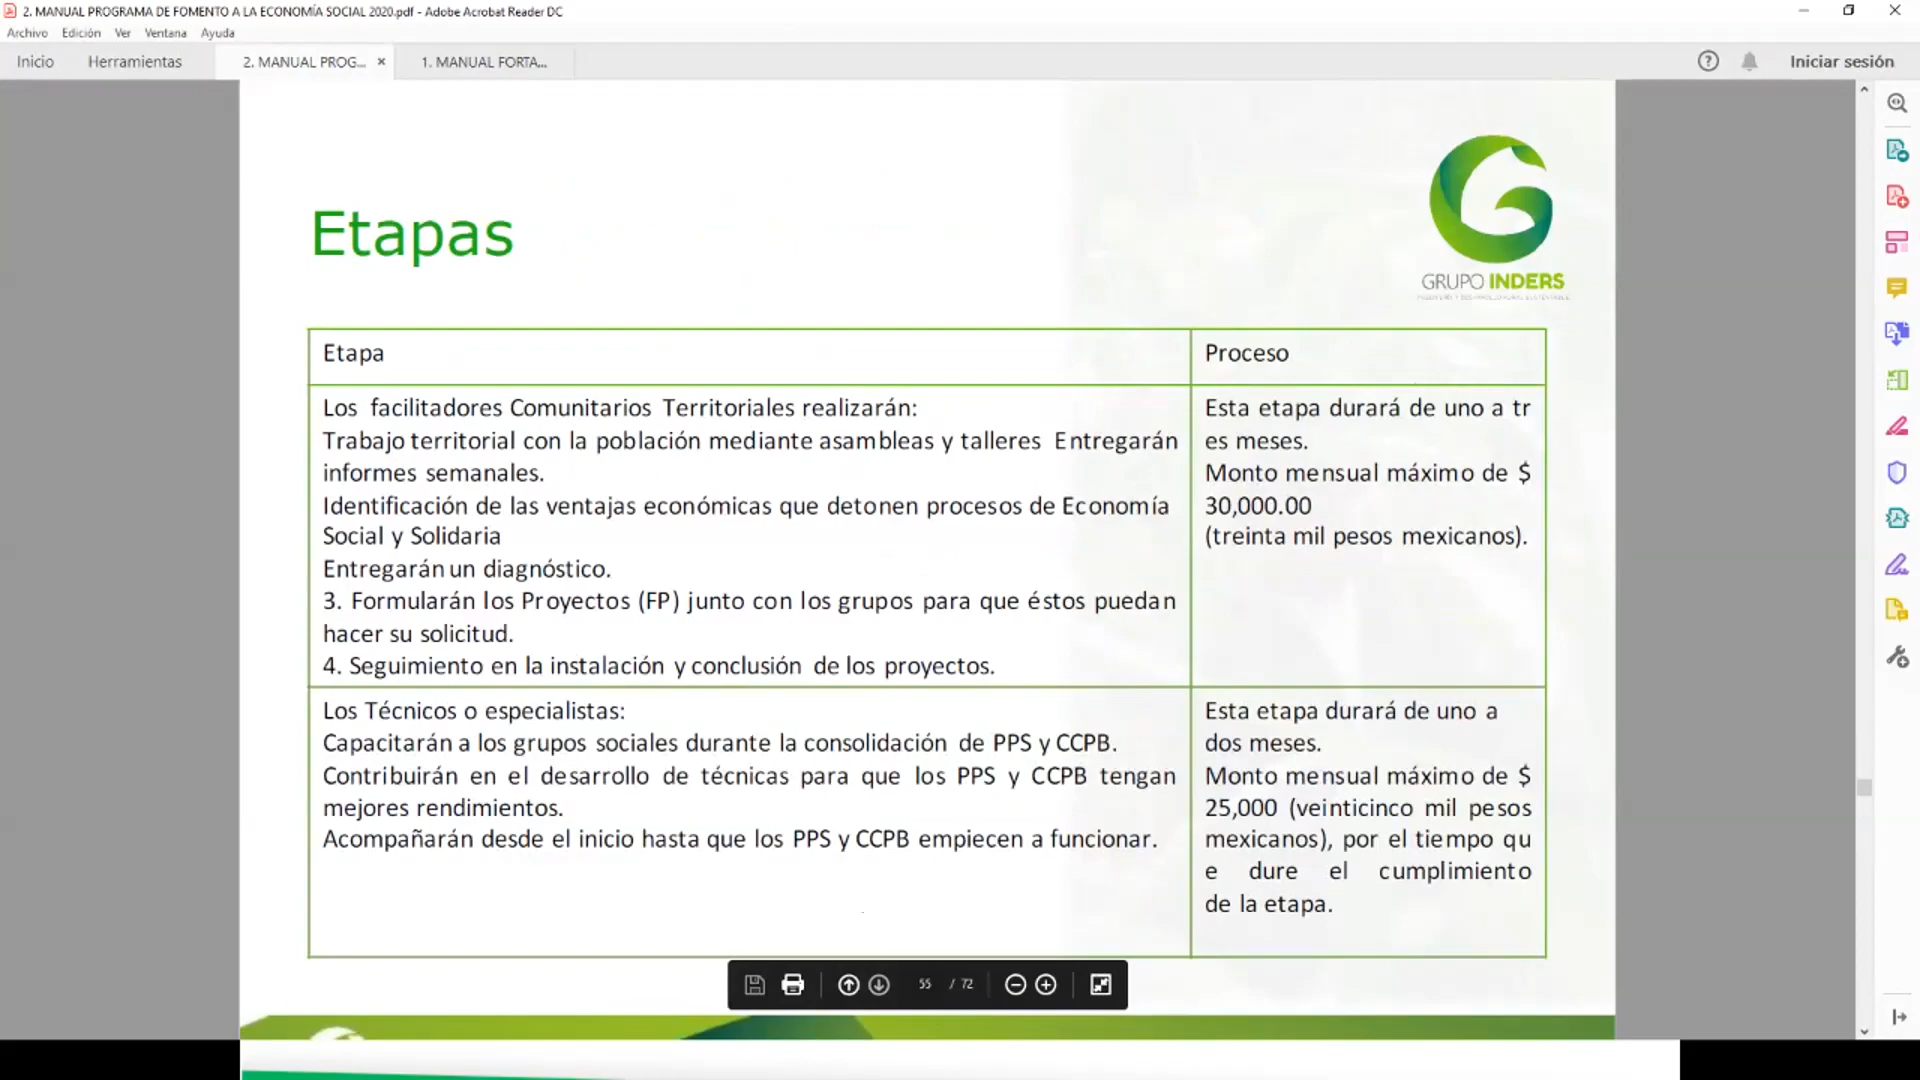 2. MANUAL PROGRAMA DE FOMENTO A LA ECONOMÍA SOCIAL 2020.pdf - Adobe Acrobat Reader DC
Archivo Edición Ver Ventana Ayuda
Inicio Herramientas 2. MANUAL PROG... × 1. MANUAL FORTA... Iniciar sesión
Etapas
GRUPO INDERS
Etapa
Proceso
Los facilitadores Comunitarios Territoriales realizarán:
Trabajo territorial con la población mediante asambleas y talleres Entregarán
informes semanales.
Identificación de las ventajas económicas que detonen procesos de Economía
Social y Solidaria
Entregarán un diagnóstico.
3. Formularán los Proyectos (FP) junto con los grupos para que éstos puedan
hacer su solicitud.
4. Seguimiento en la instalación y conclusión de los proyectos.
Esta etapa durará de uno a tr
es meses.
Monto mensual máximo de $
30,000.00
(treinta mil pesos mexicanos).
Los Técnicos o especialistas:
Capacitarán a los grupos sociales durante la consolidación de PPS y CCPB.
Contribuirán en el desarrollo de técnicas para que los PPS y CCPB tengan
mejores rendimientos.
Acompañarán desde el inicio hasta que los PPS y CCPB empiecen a funcionar.
Esta etapa durará de uno a
dos meses.
Monto mensual máximo de $
25,000 (veinticinco mil pesos
mexicanos), por el tiempo qu
e dure el cumplimiento
de la etapa.
55 / 72